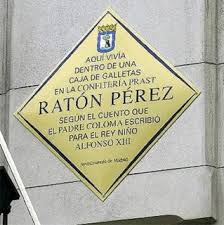 AQUÍ VIVÍA
DENTRO DE UNA
CAJA DE GALLETAS
EN LA CONFITERÍA PRAST
RATÓN PÉREZ
SEGÚN EL CUENTO QUE
EL PADRE COLOMA ESCRIBIÓ
PARA EL REY NIÑO
ALFONSO XIII
Ayuntamiento de Madrid